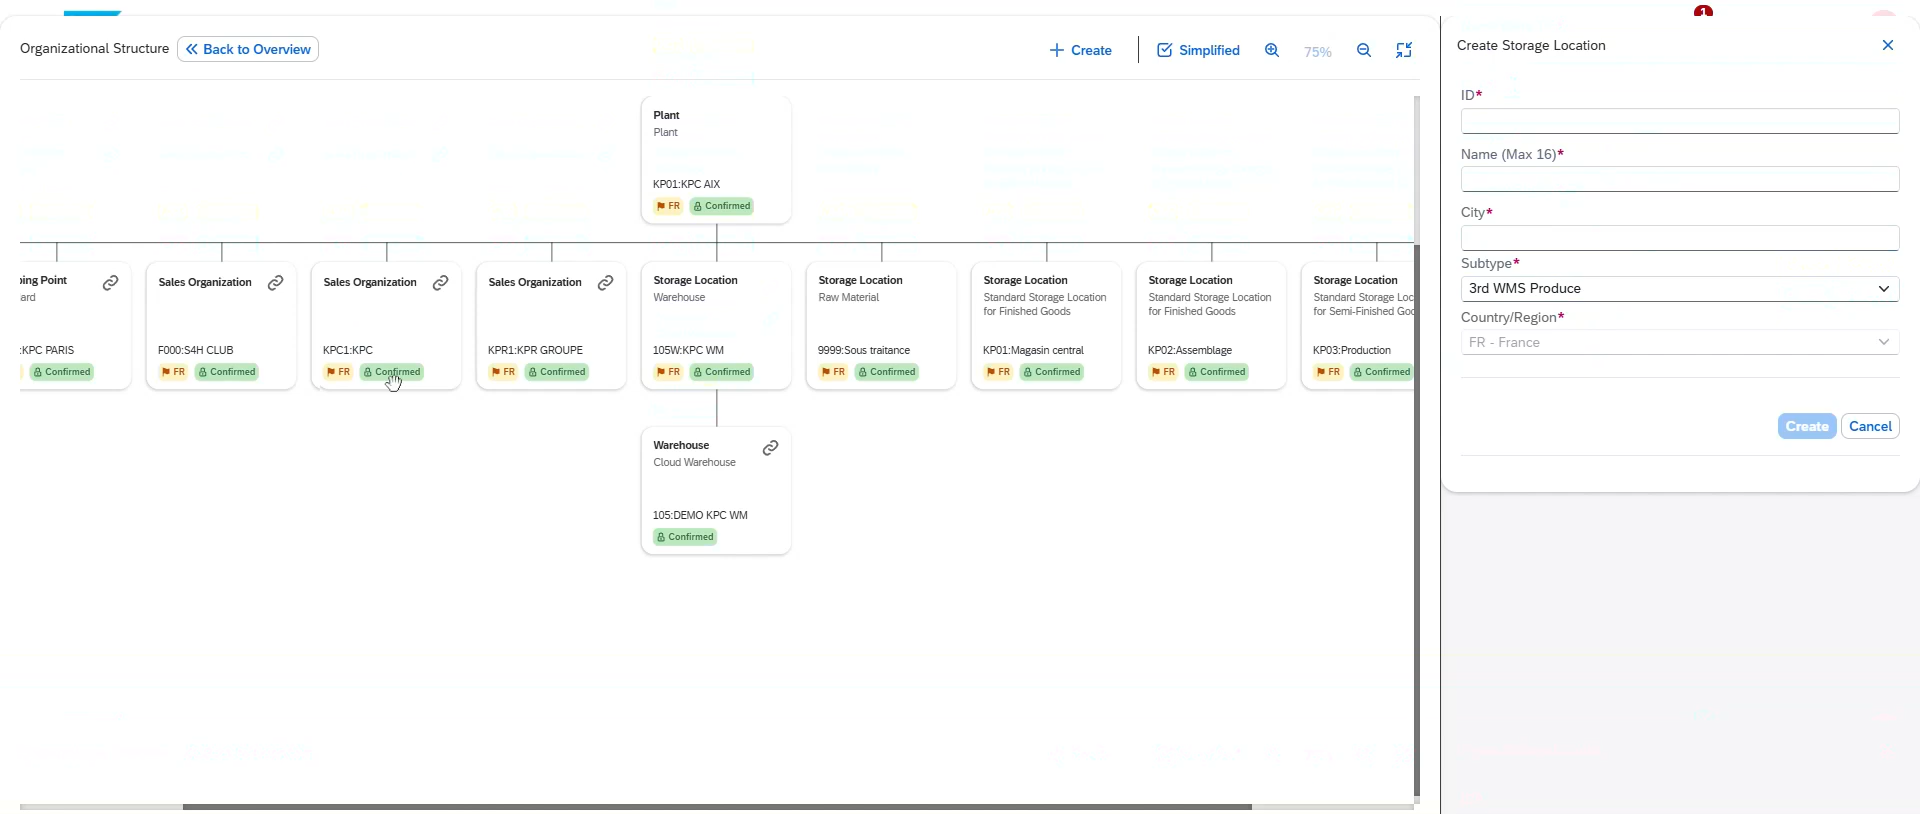 1
Organizational Structure
Back to Overview
Create
Simplified
75%
Plant
Plant
KP01:KPC AIX
FR
Confirmed
ing Point
ard
:KPC PARIS
Confirmed
Sales Organization
F000:S4H CLUB
FR
Confirmed
Sales Organization
KPC1:KPC
FR
Confirmed
Sales Organization
KPR1:KPR GROUPE
FR
Confirmed
Storage Location
Warehouse
105W:KPC WM
FR
Confirmed
Storage Location
Raw Material
9999:Sous traitance
FR
Confirmed
Storage Location
Standard Storage Location
for Finished Goods
KP01:Magasin central
FR
Confirmed
Storage Location
Standard Storage Location
for Finished Goods
KP02:Assemblage
FR
Confirmed
Storage Location
Standard Storage Loc
for Semi-Finished Goo
KP03:Production
FR
Confirmed
Warehouse
Cloud Warehouse
105:DEMO KPC WM
Confirmed
Create Storage Location
ID*
Name (Max 16)*
City*
Subtype*
3rd WMS Produce
Country/Region*
FR - France
Create
Cancel